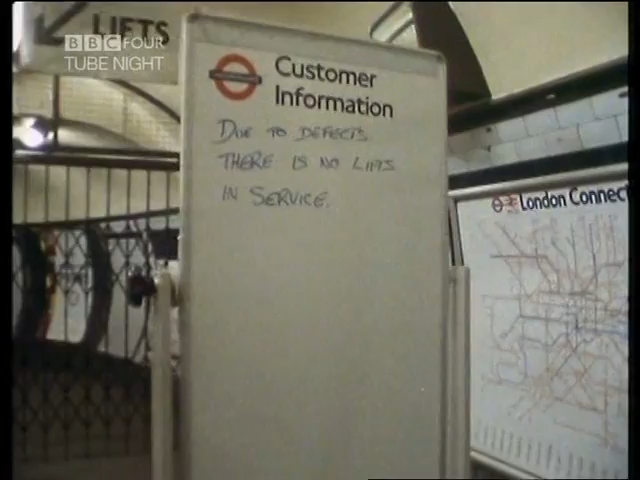 LIFTS
BBC FOUR
TUBE NIGHT
Customer
Information
DUE TO DEFECTS
THERE IS NO LIFTS
IN SERVICE.
London Connect